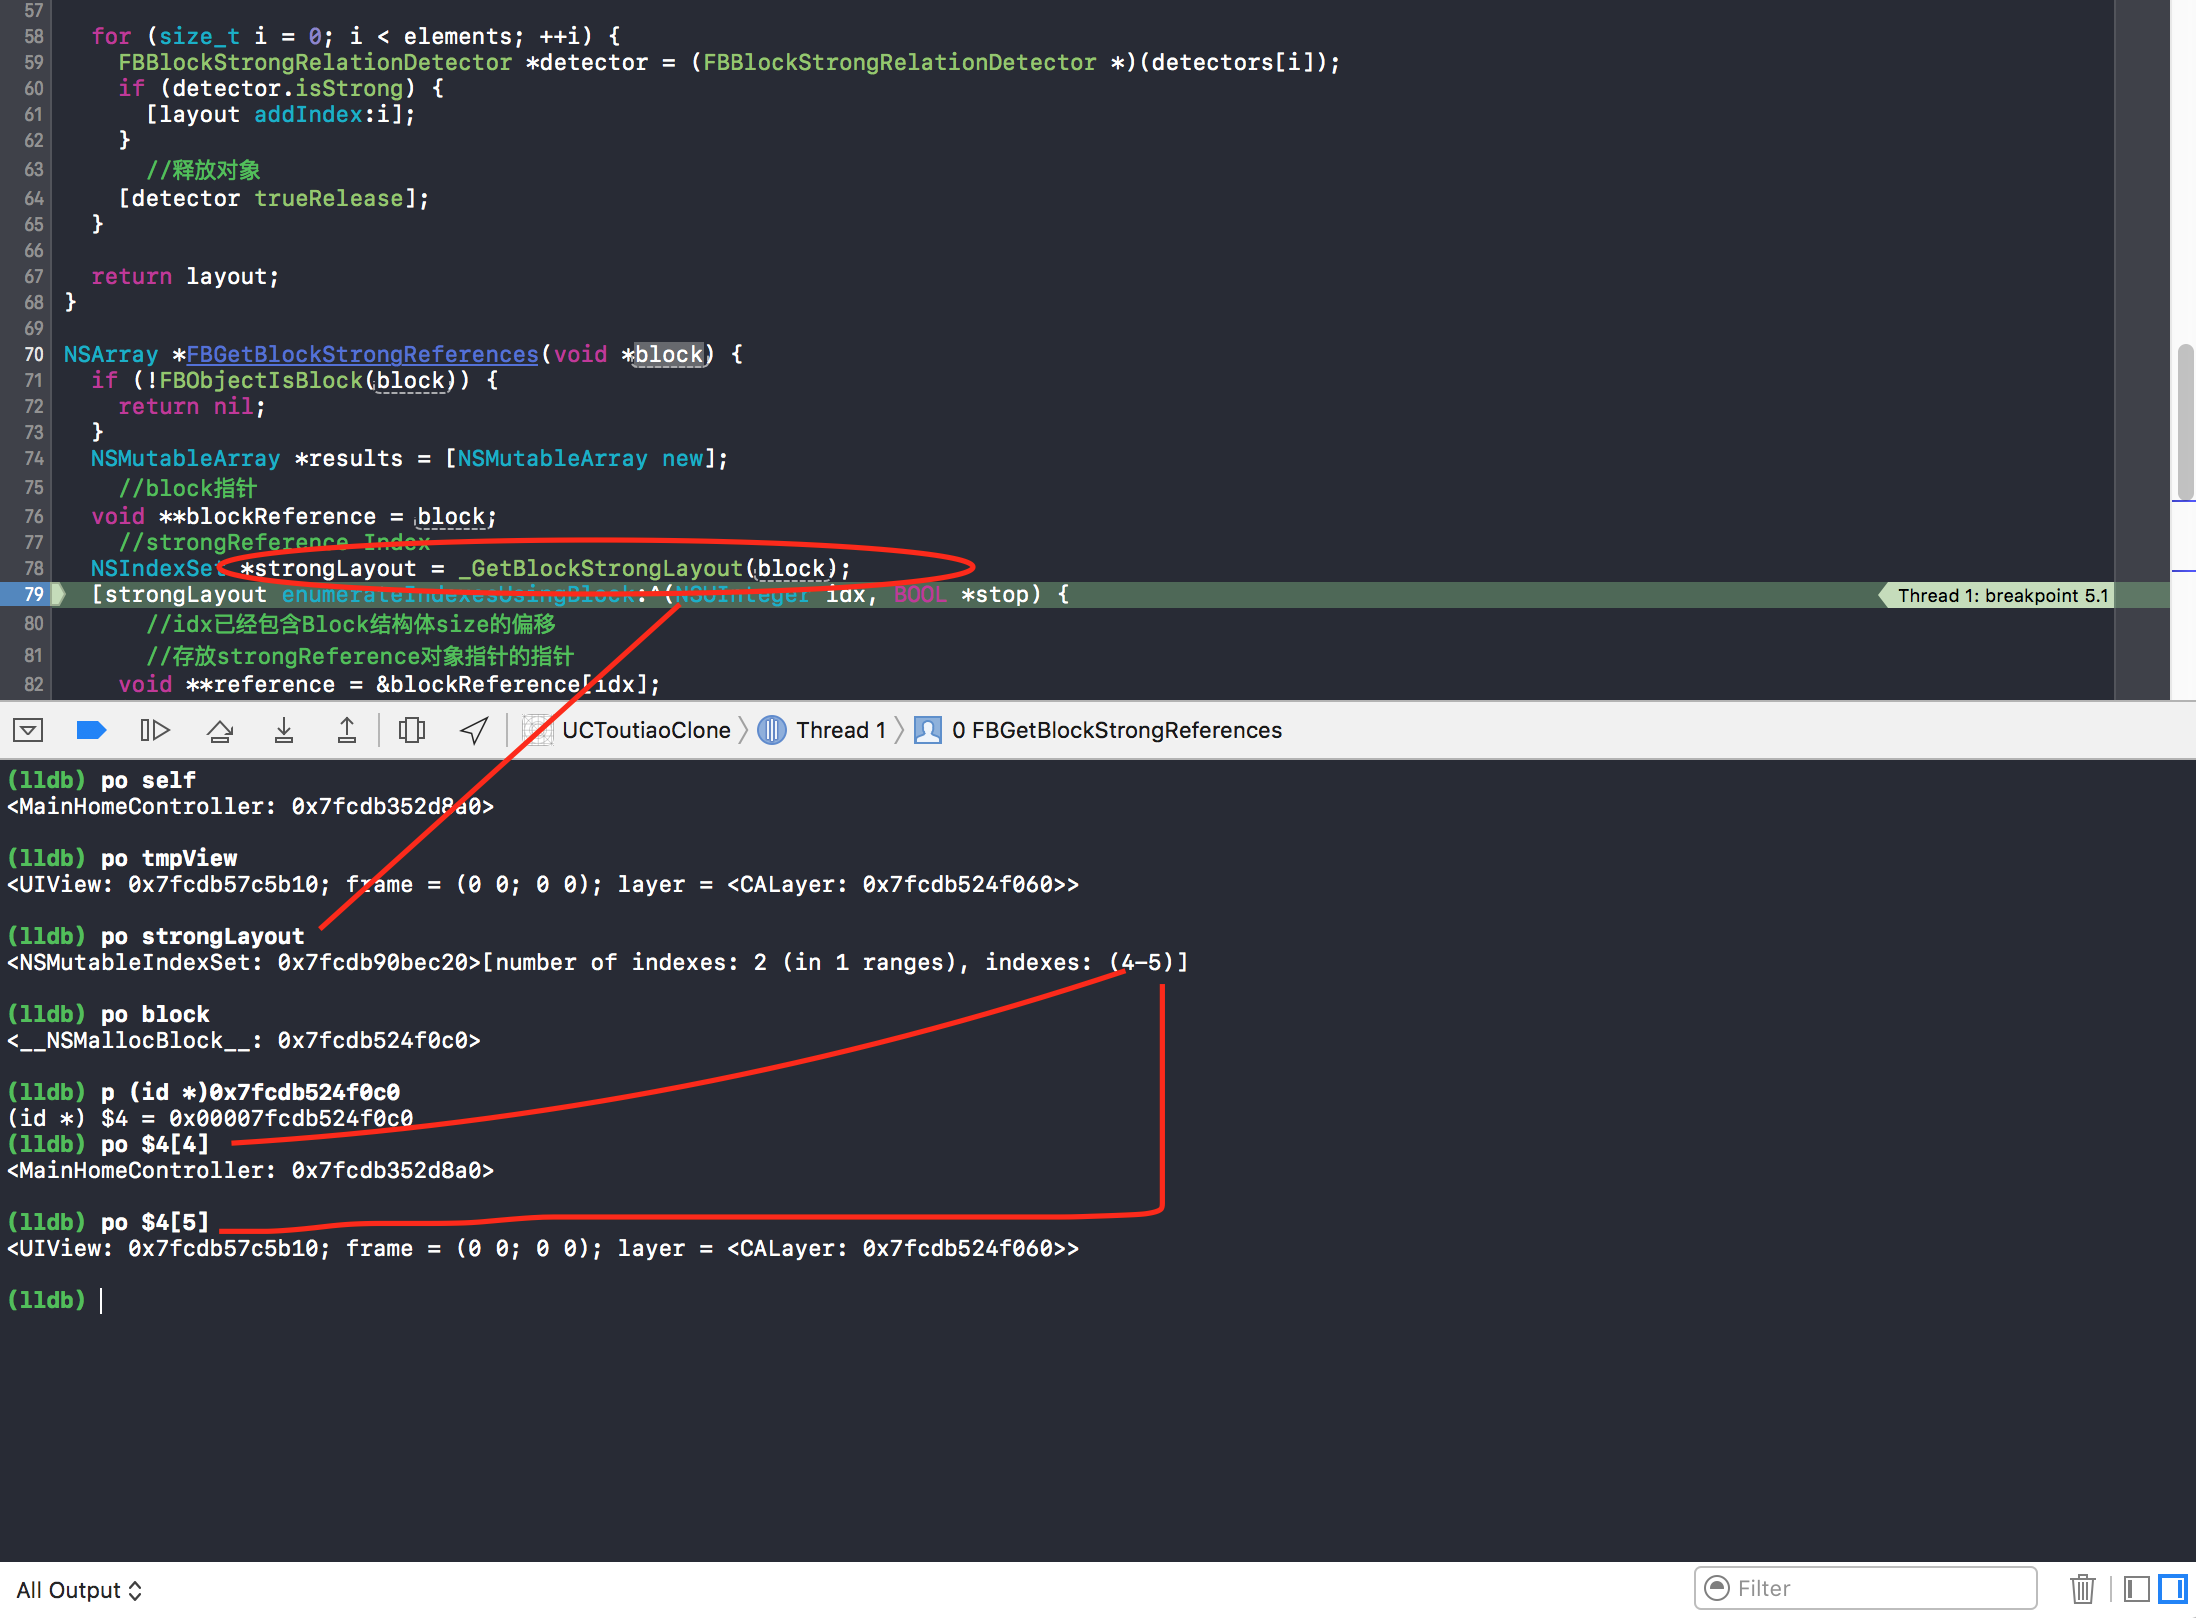 57
58 for (size_t i = 0; i < elements; ++i) {
59 FBBlockStrongRelationDetector *detector = (FBBlockStrongRelationDetector *)(detectors[i]);
60 if (detector.isStrong) {
61 [layout addIndex:i];
62 }
63 //释放对象
64 [detector trueRelease];
65 }
66
67 return layout;
68 }
69
70 NSArray *FBGetBlockStrongReferences(void *block) {
71 if (!FBObjectIsBlock(block)) {
72 return nil;
73 }
74 NSMutableArray *results = [NSMutableArray new];
75 //block指针
76 void **blockReference = block;
77 //strongReference Index
78 NSIndexSet *strongLayout = _GetBlockStrongLayout(block);
79 [strongLayout enumerateIndexesUsingBlock:^(NSUInteger idx, BOOL *stop) { Thread 1: breakpoint 5.1
80 //idx已经包含Block结构体size的偏移
81 //存放strongReference对象指针的指针
82 void **reference = &blockReference[idx];
UCToutiaoClone Thread 1 0 FBGetBlockStrongReferences
(lldb) po self
<MainHomeController: 0x7fcdb352d8a0>
(lldb) po tmpView
<UIView: 0x7fcdb57c5b10; frame = (0 0; 0 0); layer = <CALayer: 0x7fcdb524f060>>
(lldb) po strongLayout
<NSMutableIndexSet: 0x7fcdb90bec20>[number of indexes: 2 (in 1 ranges), indexes: (4-5)]
(lldb) po block
<__NSMallocBlock__: 0x7fcdb524f0c0>
(lldb) p (id *)0x7fcdb524f0c0
(id *) $4 = 0x00007fcdb524f0c0
(lldb) po $4[4]
<MainHomeController: 0x7fcdb352d8a0>
(lldb) po $4[5]
<UIView: 0x7fcdb57c5b10; frame = (0 0; 0 0); layer = <CALayer: 0x7fcdb524f060>>
(lldb)
All Output Filter